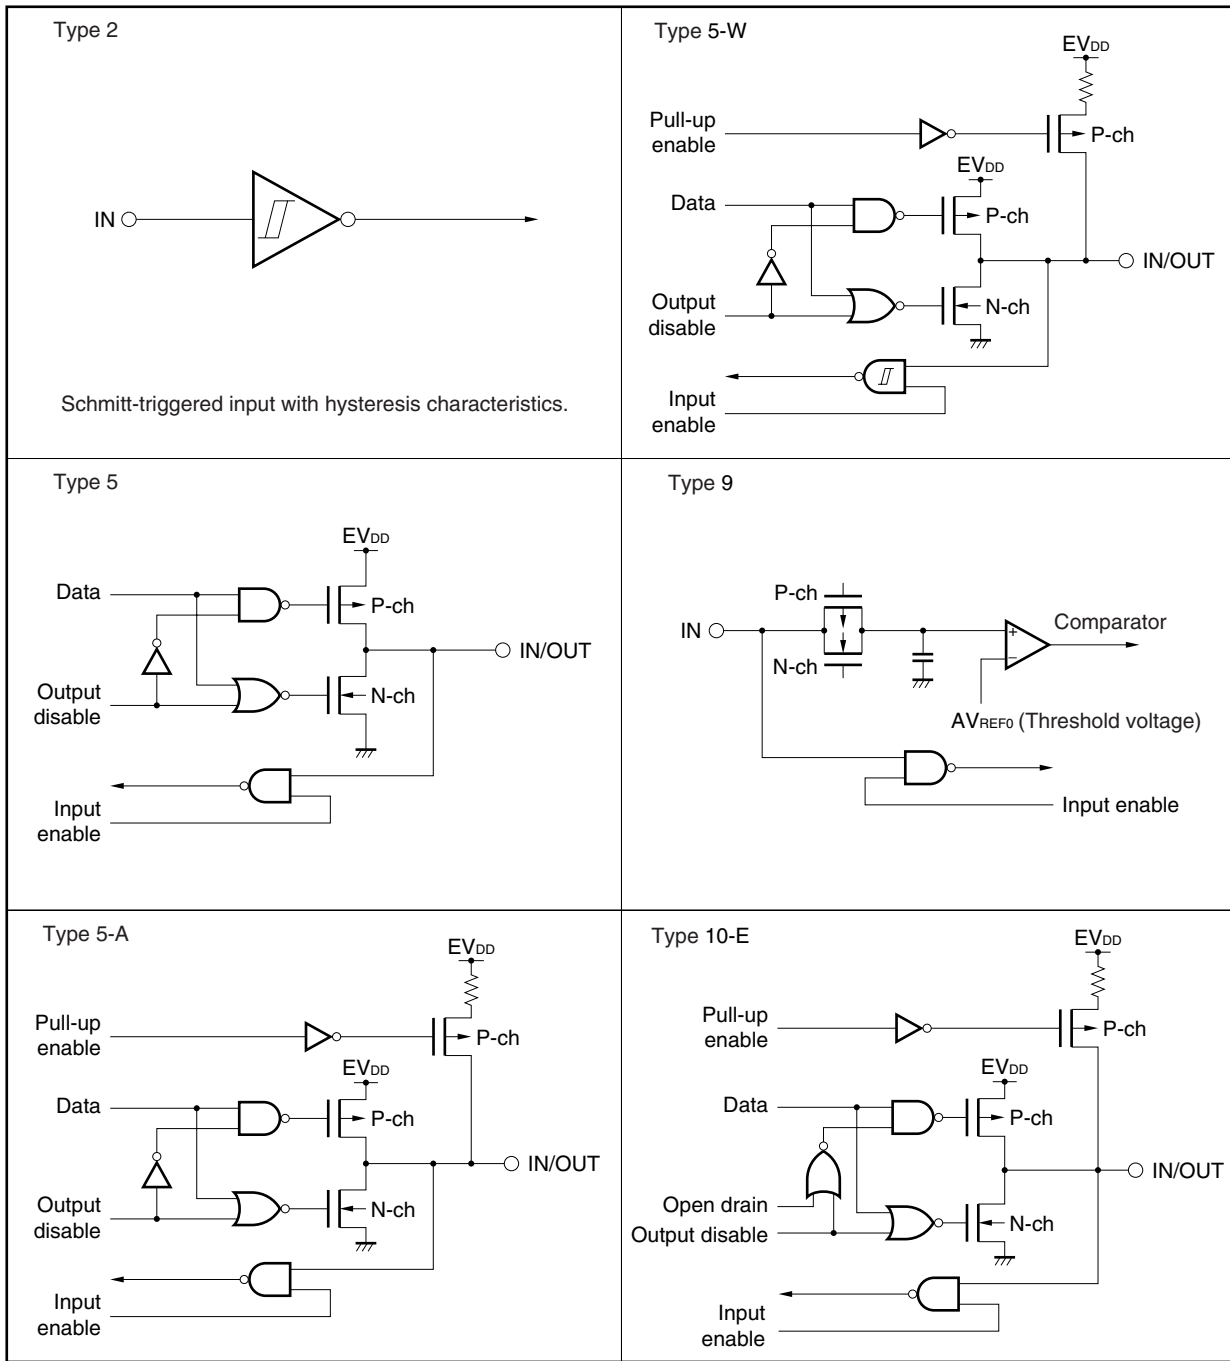 Type 2
IN
Schmitt-triggered input with hysteresis characteristics.
Type 5-W
EVDD
Pull-up
enable
P-ch
EVDD
Data
P-ch
IN/OUT
Output
disable
N-ch
Input
enable
Type 5
EVDD
Data
P-ch
IN/OUT
Output
disable
N-ch
Input
enable
Type 9
P-ch
IN
N-ch
Comparator
AVREF0 (Threshold voltage)
Input enable
Type 5-A
EVDD
Pull-up
enable
P-ch
EVDD
Data
P-ch
IN/OUT
Output
disable
N-ch
Input
enable
Type 10-E
EVDD
Pull-up
enable
P-ch
EVDD
Data
P-ch
IN/OUT
Open drain
Output disable
N-ch
Input
enable